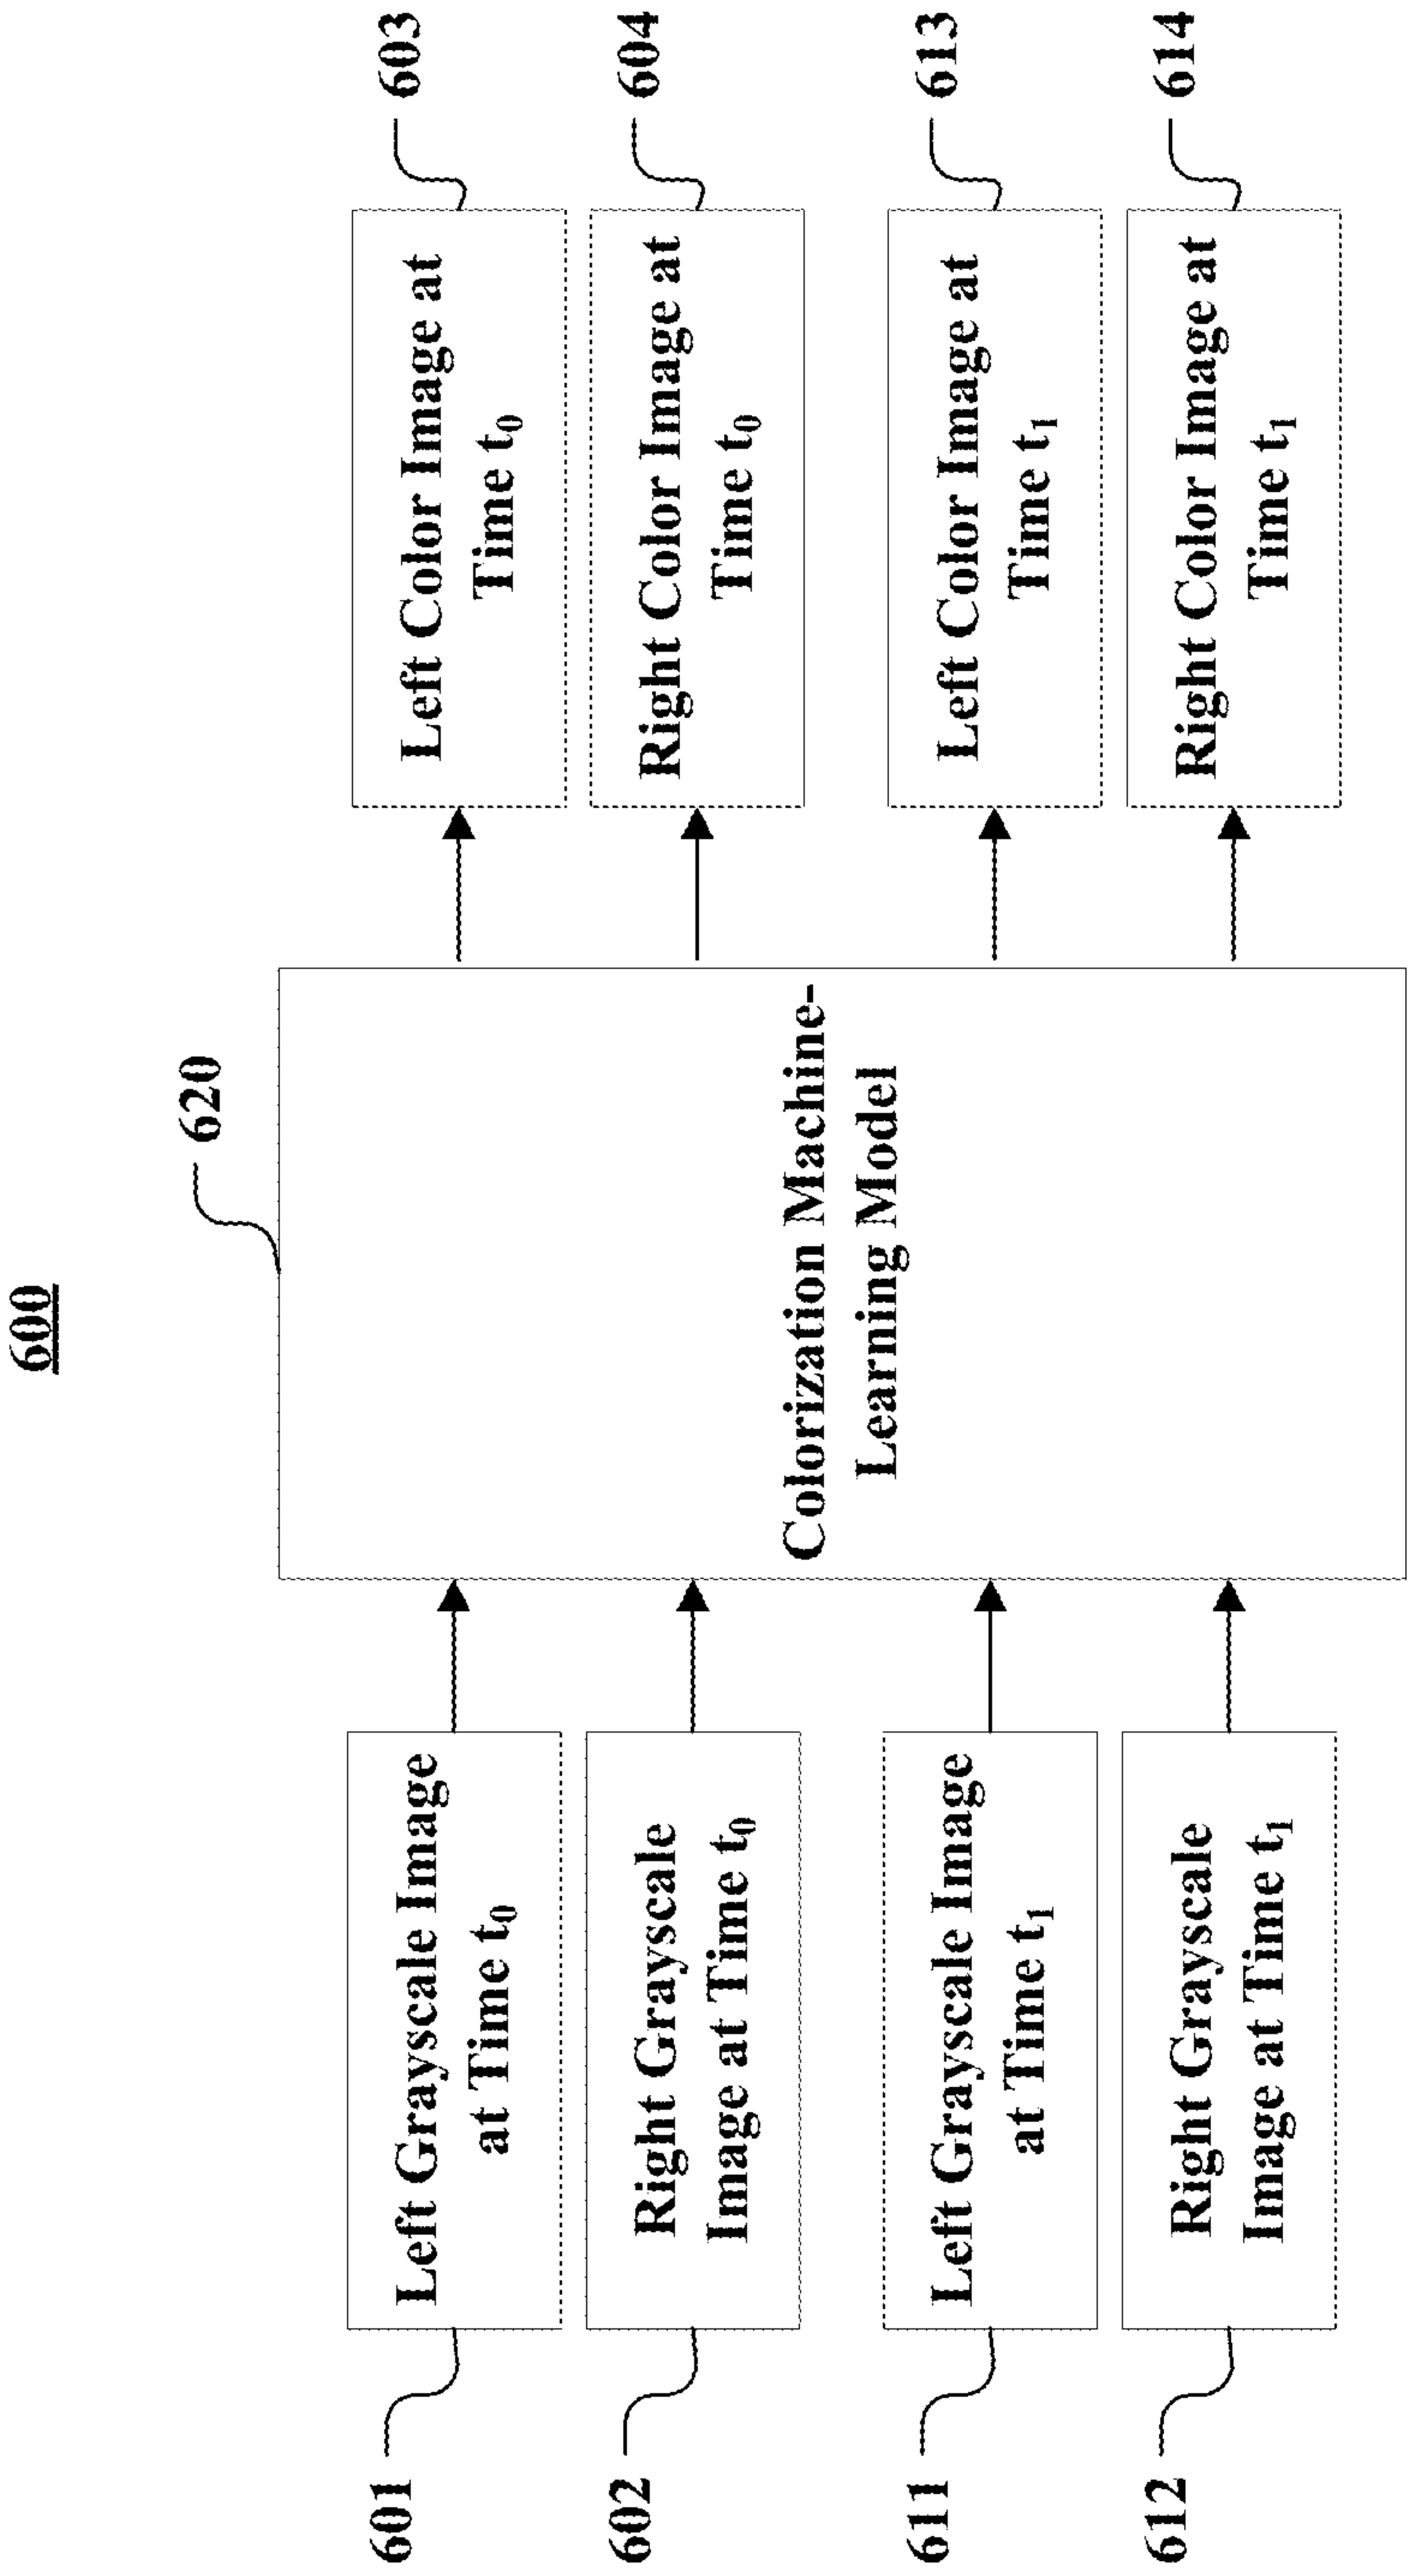 600
620
601
Left Grayscale Image
at Time t₀
602
Right Grayscale
Image at Time t₀
611
Left Grayscale Image
at Time t₁
612
Right Grayscale
Image at Time t₁
Colorization Machine-
Learning Model
Left Color Image at
Time t₀
603
Right Color Image at
Time t₀
604
Left Color Image at
Time t₁
613
Right Color Image at
Time t₁
614